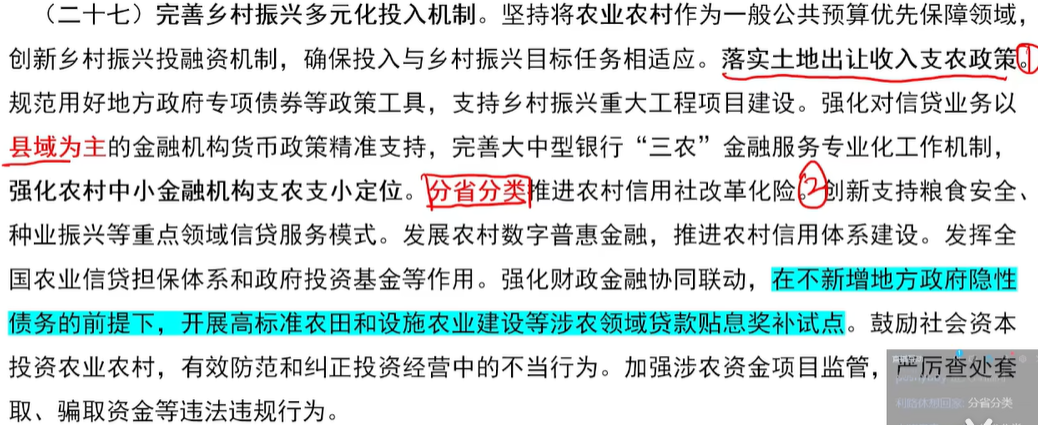 （二十七）完善乡村振兴多元化投入机制。坚持将农业农村作为一般公共预算优先保障领域，
创新乡村振兴投融资机制，确保投入与乡村振兴目标任务相适应。落实土地出让收入支农政策。①
规范用好地方政府专项债券等政策工具，支持乡村振兴重大工程项目建设。强化对信贷业务以
县域为主的金融机构货币政策精准支持，完善大中型银行“三农”金融服务专业化工作机制，
强化农村中小金融机构支农支小定位。分省分类推进农村信用社改革化险。②创新支持粮食安全、
种业振兴等重点领域信贷服务模式。发展农村数字普惠金融，推进农村信用体系建设。发挥全
国农业信贷担保体系和政府投资基金等作用。强化财政金融协同联动，在不新增地方政府隐性
债务的前提下，开展高标准农田和设施农业建设等涉农领域贷款贴息奖补试点。鼓励社会资本
投资农业农村，有效防范和纠正投资经营中的不当行为。加强涉农资金项目监管，严厉查处套
取、骗取资金等违法违规行为。
分省分类